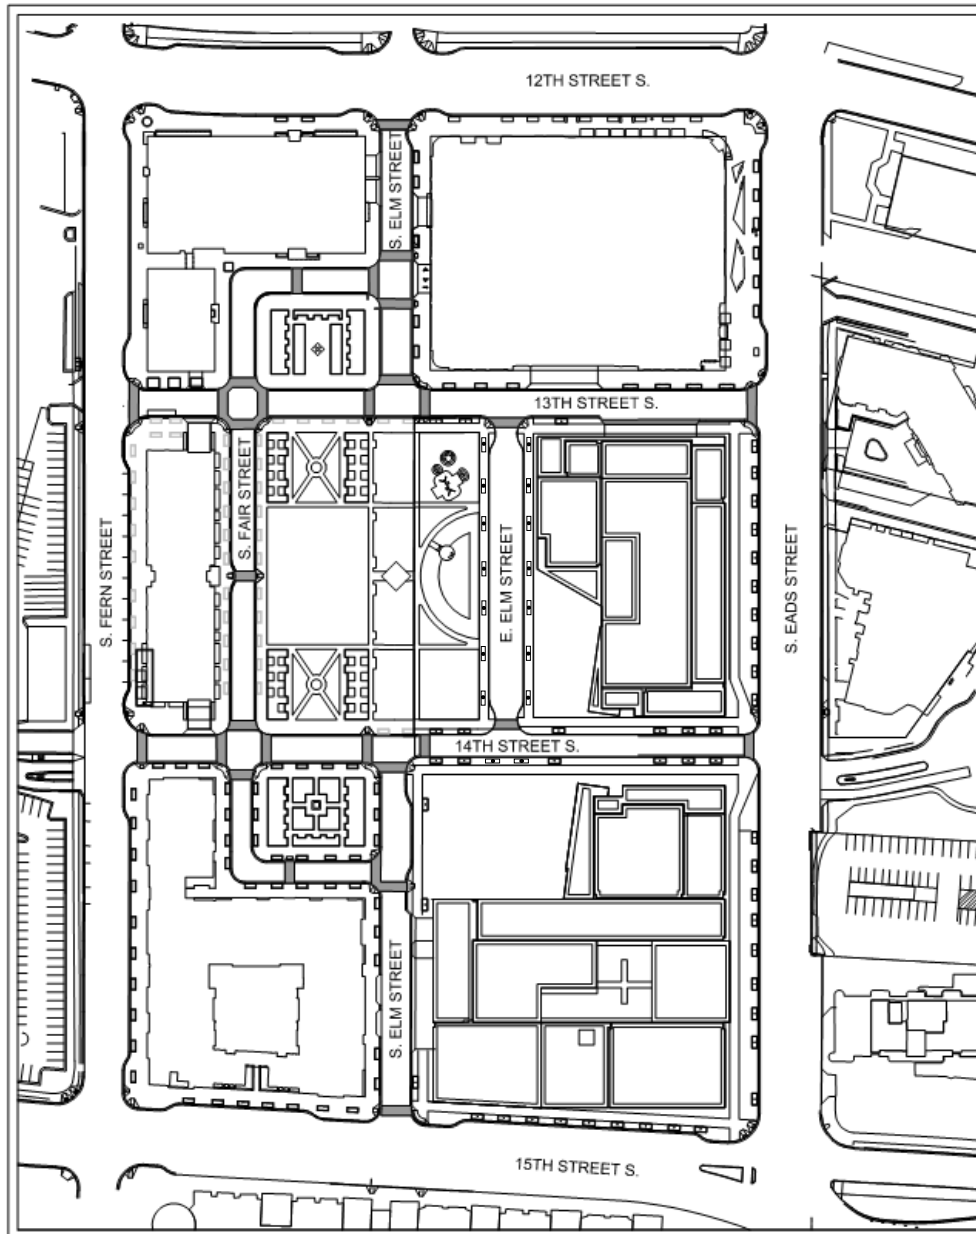 12TH STREET S.
S. ELM STREET
13TH STREET S.
S. FERN STREET
S. FAIR STREET
E. ELM STREET
S. EADS STREET
14TH STREET S.
S. ELM STREET
15TH STREET S.